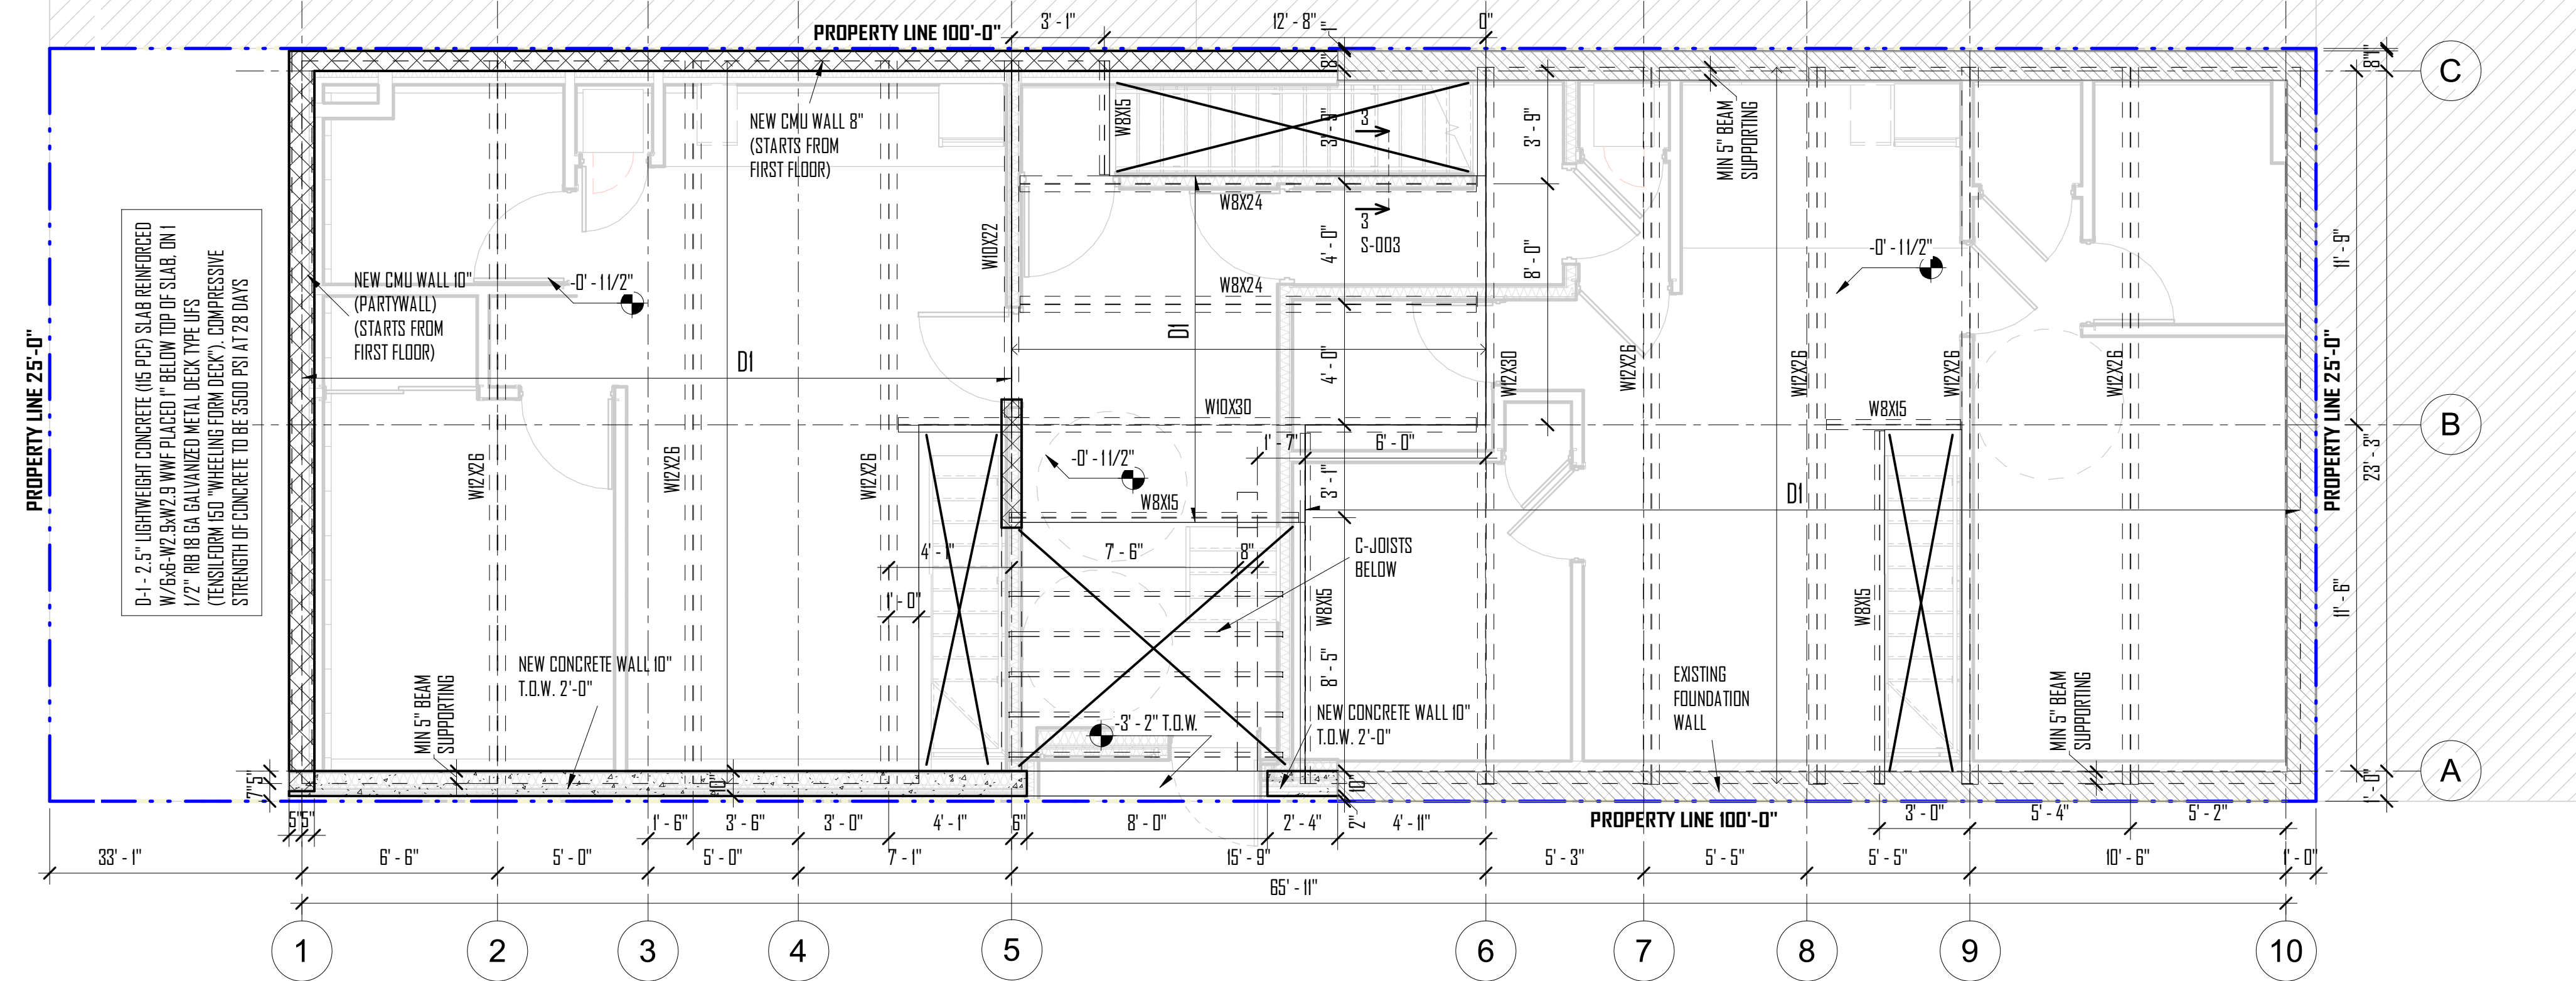 PROPERTY LINE 100'-0"
3' - 1"
12' - 8"
0"
1"
8"
8"
1"
C
W8X15
3' - 9"
3
3' - 9"
MIN 5" BEAM
SUPPORTING
NEW CMU WALL 8"
(STARTS FROM
FIRST FLOOR)
W8X24
3
S-003
W10X22
4' - 0"
8' - 0"
-0' - 1 1/2"
11' - 9"
NEW CMU WALL 10"
(PARTYWALL)
(STARTS FROM
FIRST FLOOR)
-0' - 1 1/2"
W8X24
D-1 - 2.5" LIGHTWEIGHT CONCRETE (115 PCF) SLAB REINFORCED
W/6x6-W2.9xW2.9 WWF PLACED 1" BELOW TOP OF SLAB, ON 1
1/2" RIB 18 GA GALVANIZED METAL DECK TYPE UFS
(TENSILFORM 150 "WHEELING FORM DECK"). COMPRESSIVE
STRENGTH OF CONCRETE TO BE 3500 PSI AT 28 DAYS
PROPERTY LINE 25'-0"
D1
D1
4' - 0"
W12X30
W12X26
W12X26
W12X26
W12X26
PROPERTY LINE 25'-0"
W10X30
W8X15
B
1' - 7"
6' - 0"
W12X26
W12X26
W12X26
-0' - 1 1/2"
3' - 1"
23' - 3"
W8X15
D1
4' - 1"
7' - 6"
8"
C-JOISTS
BELOW
1' - 0"
W8X15
W8X15
11' - 6"
NEW CONCRETE WALL 10"
T.O.W. 2'-0"
8' - 5"
MIN 5" BEAM
SUPPORTING
EXISTING
FOUNDATION
WALL
MIN 5" BEAM
SUPPORTING
-3' - 2" T.O.W.
NEW CONCRETE WALL 10"
T.O.W. 2'-0"
A
5"
7"
10"
10"
1' - 0"
2"
5"
5"
1' - 6"
3' - 6"
3' - 0"
4' - 1"
6"
8' - 0"
2' - 4"
4' - 11"
PROPERTY LINE 100'-0"
3' - 0"
5' - 4"
5' - 2"
33' - 1"
6' - 6"
5' - 0"
5' - 0"
7' - 1"
15' - 9"
5' - 3"
5' - 5"
5' - 5"
10' - 6"
1' - 0"
65' - 11"
1
2
3
4
5
6
7
8
9
10